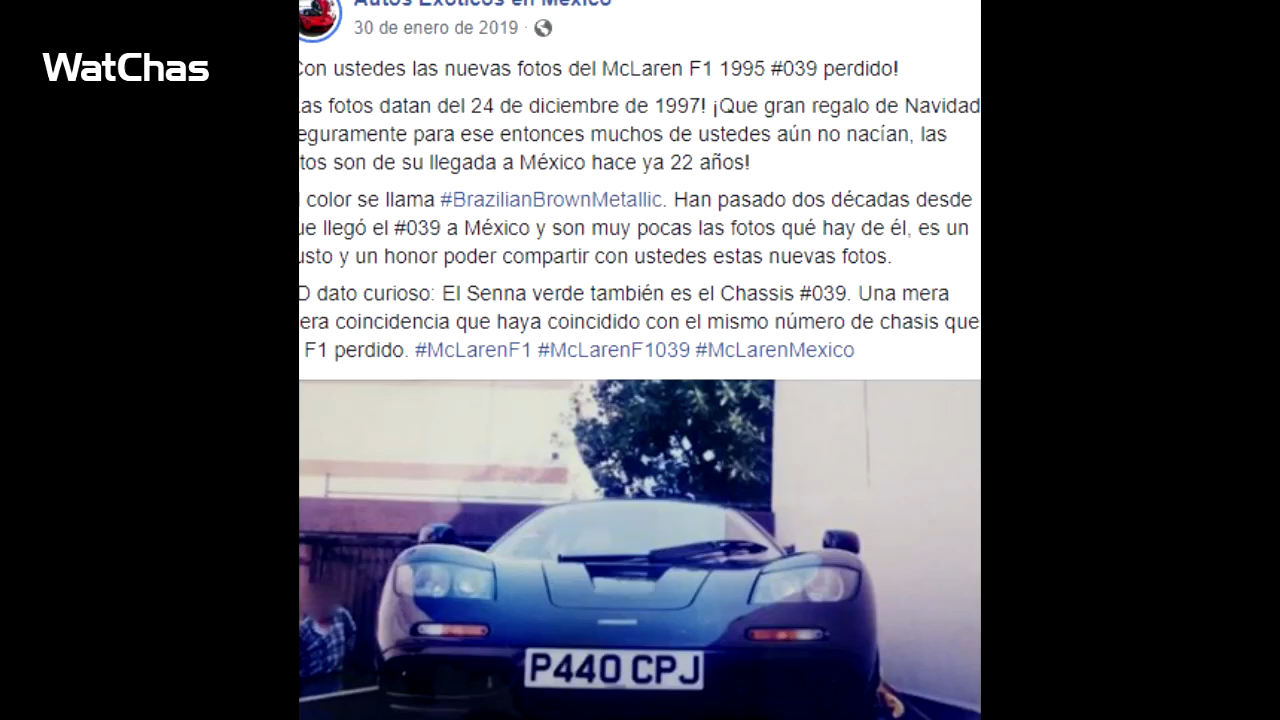 Autos Exóticos en México
30 de enero de 2019 ·
WatChas
Con ustedes las nuevas fotos del McLaren F1 1995 #039 perdido!
as fotos datan del 24 de diciembre de 1997! ¡Que gran regalo de Navidad
eguramente para ese entonces muchos de ustedes aún no nacían, las
tos son de su llegada a México hace ya 22 años!
l color se llama #BrazilianBrownMetallic. Han pasado dos décadas desde
ue llegó el #039 a México y son muy pocas las fotos qué hay de él, es un
usto y un honor poder compartir con ustedes estas nuevas fotos.
D dato curioso: El Senna verde también es el Chassis #039. Una mera
era coincidencia que haya coincidido con el mismo número de chasis que
F1 perdido. #McLarenF1 #McLarenF1039 #McLarenMexico
P440 CPJ